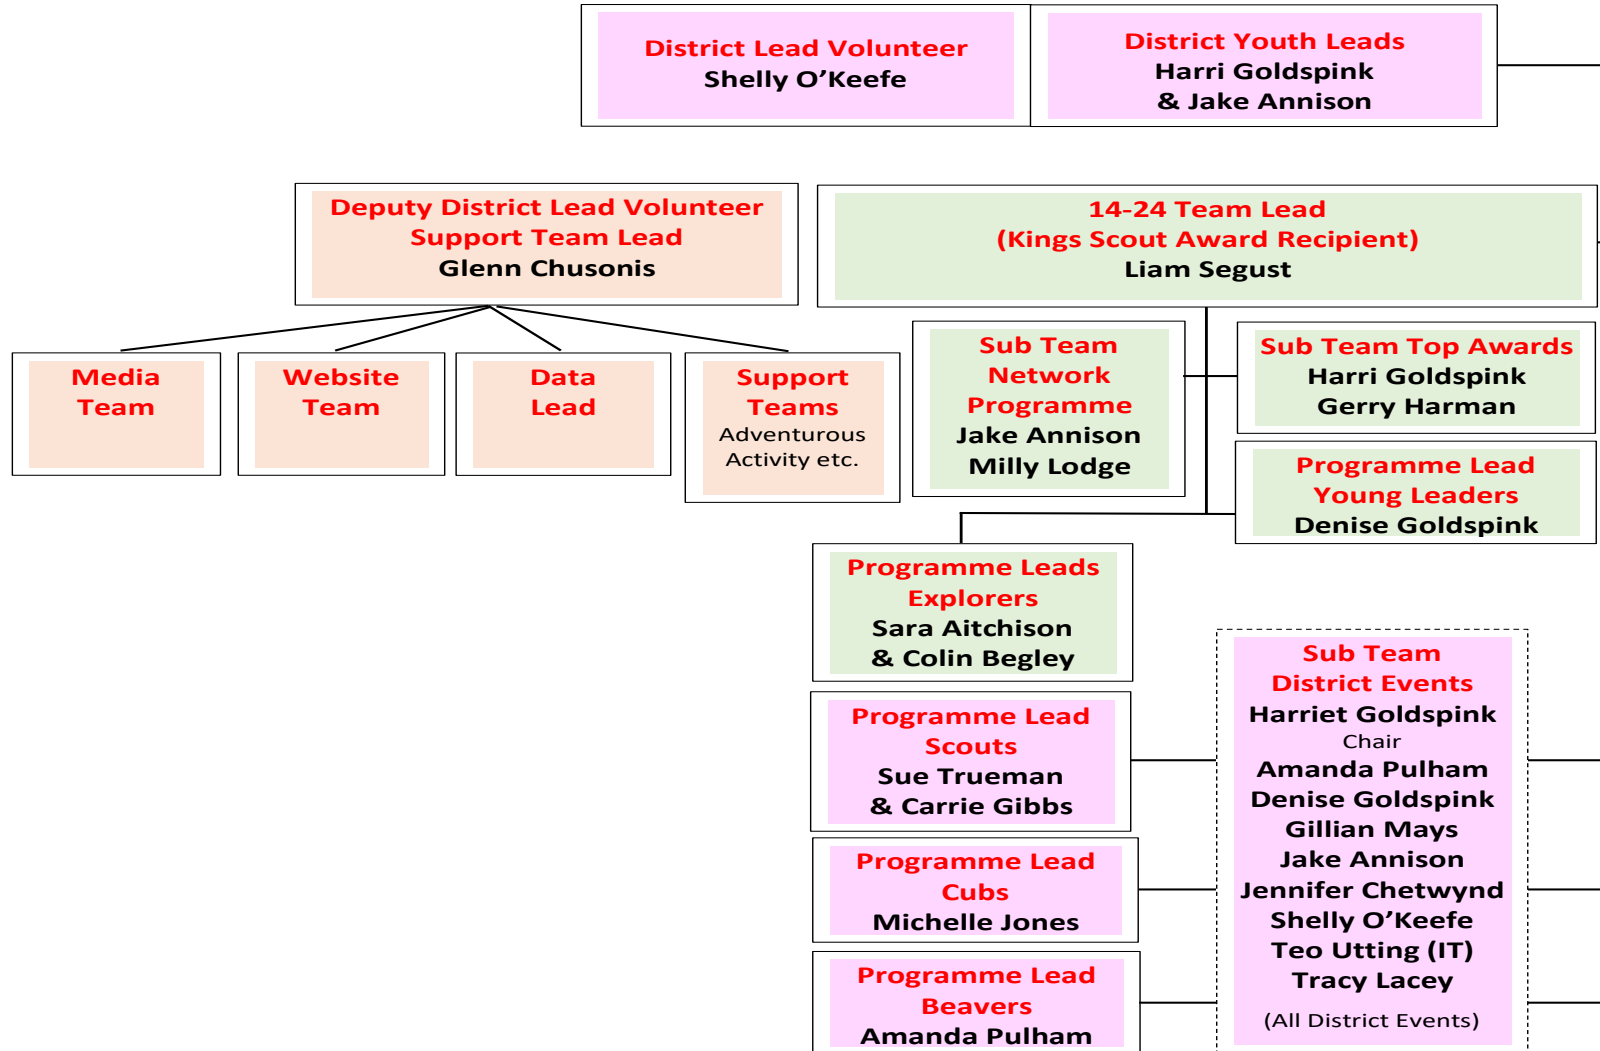 District Lead Volunteer
Shelly O’Keefe
District Youth Leads
Harri Goldspink
& Jake Annison
Deputy District Lead Volunteer
Support Team Lead
Glenn Chusonis
14-24 Team Lead
(Kings Scout Award Recipient)
Liam Segust
Media
Team
Website
Team
Data
Lead
Support
Teams
Adventurous
Activity etc.
Sub Team
Network
Programme
Jake Annison
Milly Lodge
Sub Team Top Awards
Harri Goldspink
Gerry Harman
Programme Lead
Young Leaders
Denise Goldspink
Programme Leads
Explorers
Sara Aitchison
& Colin Begley
Programme Lead
Scouts
Sue Trueman
& Carrie Gibbs
Programme Lead
Cubs
Michelle Jones
Programme Lead
Beavers
Amanda Pulham
Sub Team
District Events
Harriet Goldspink
Chair
Amanda Pulham
Denise Goldspink
Gillian Mays
Jake Annison
Jennifer Chetwynd
Shelly O’Keefe
Teo Utting (IT)
Tracy Lacey
(All District Events)